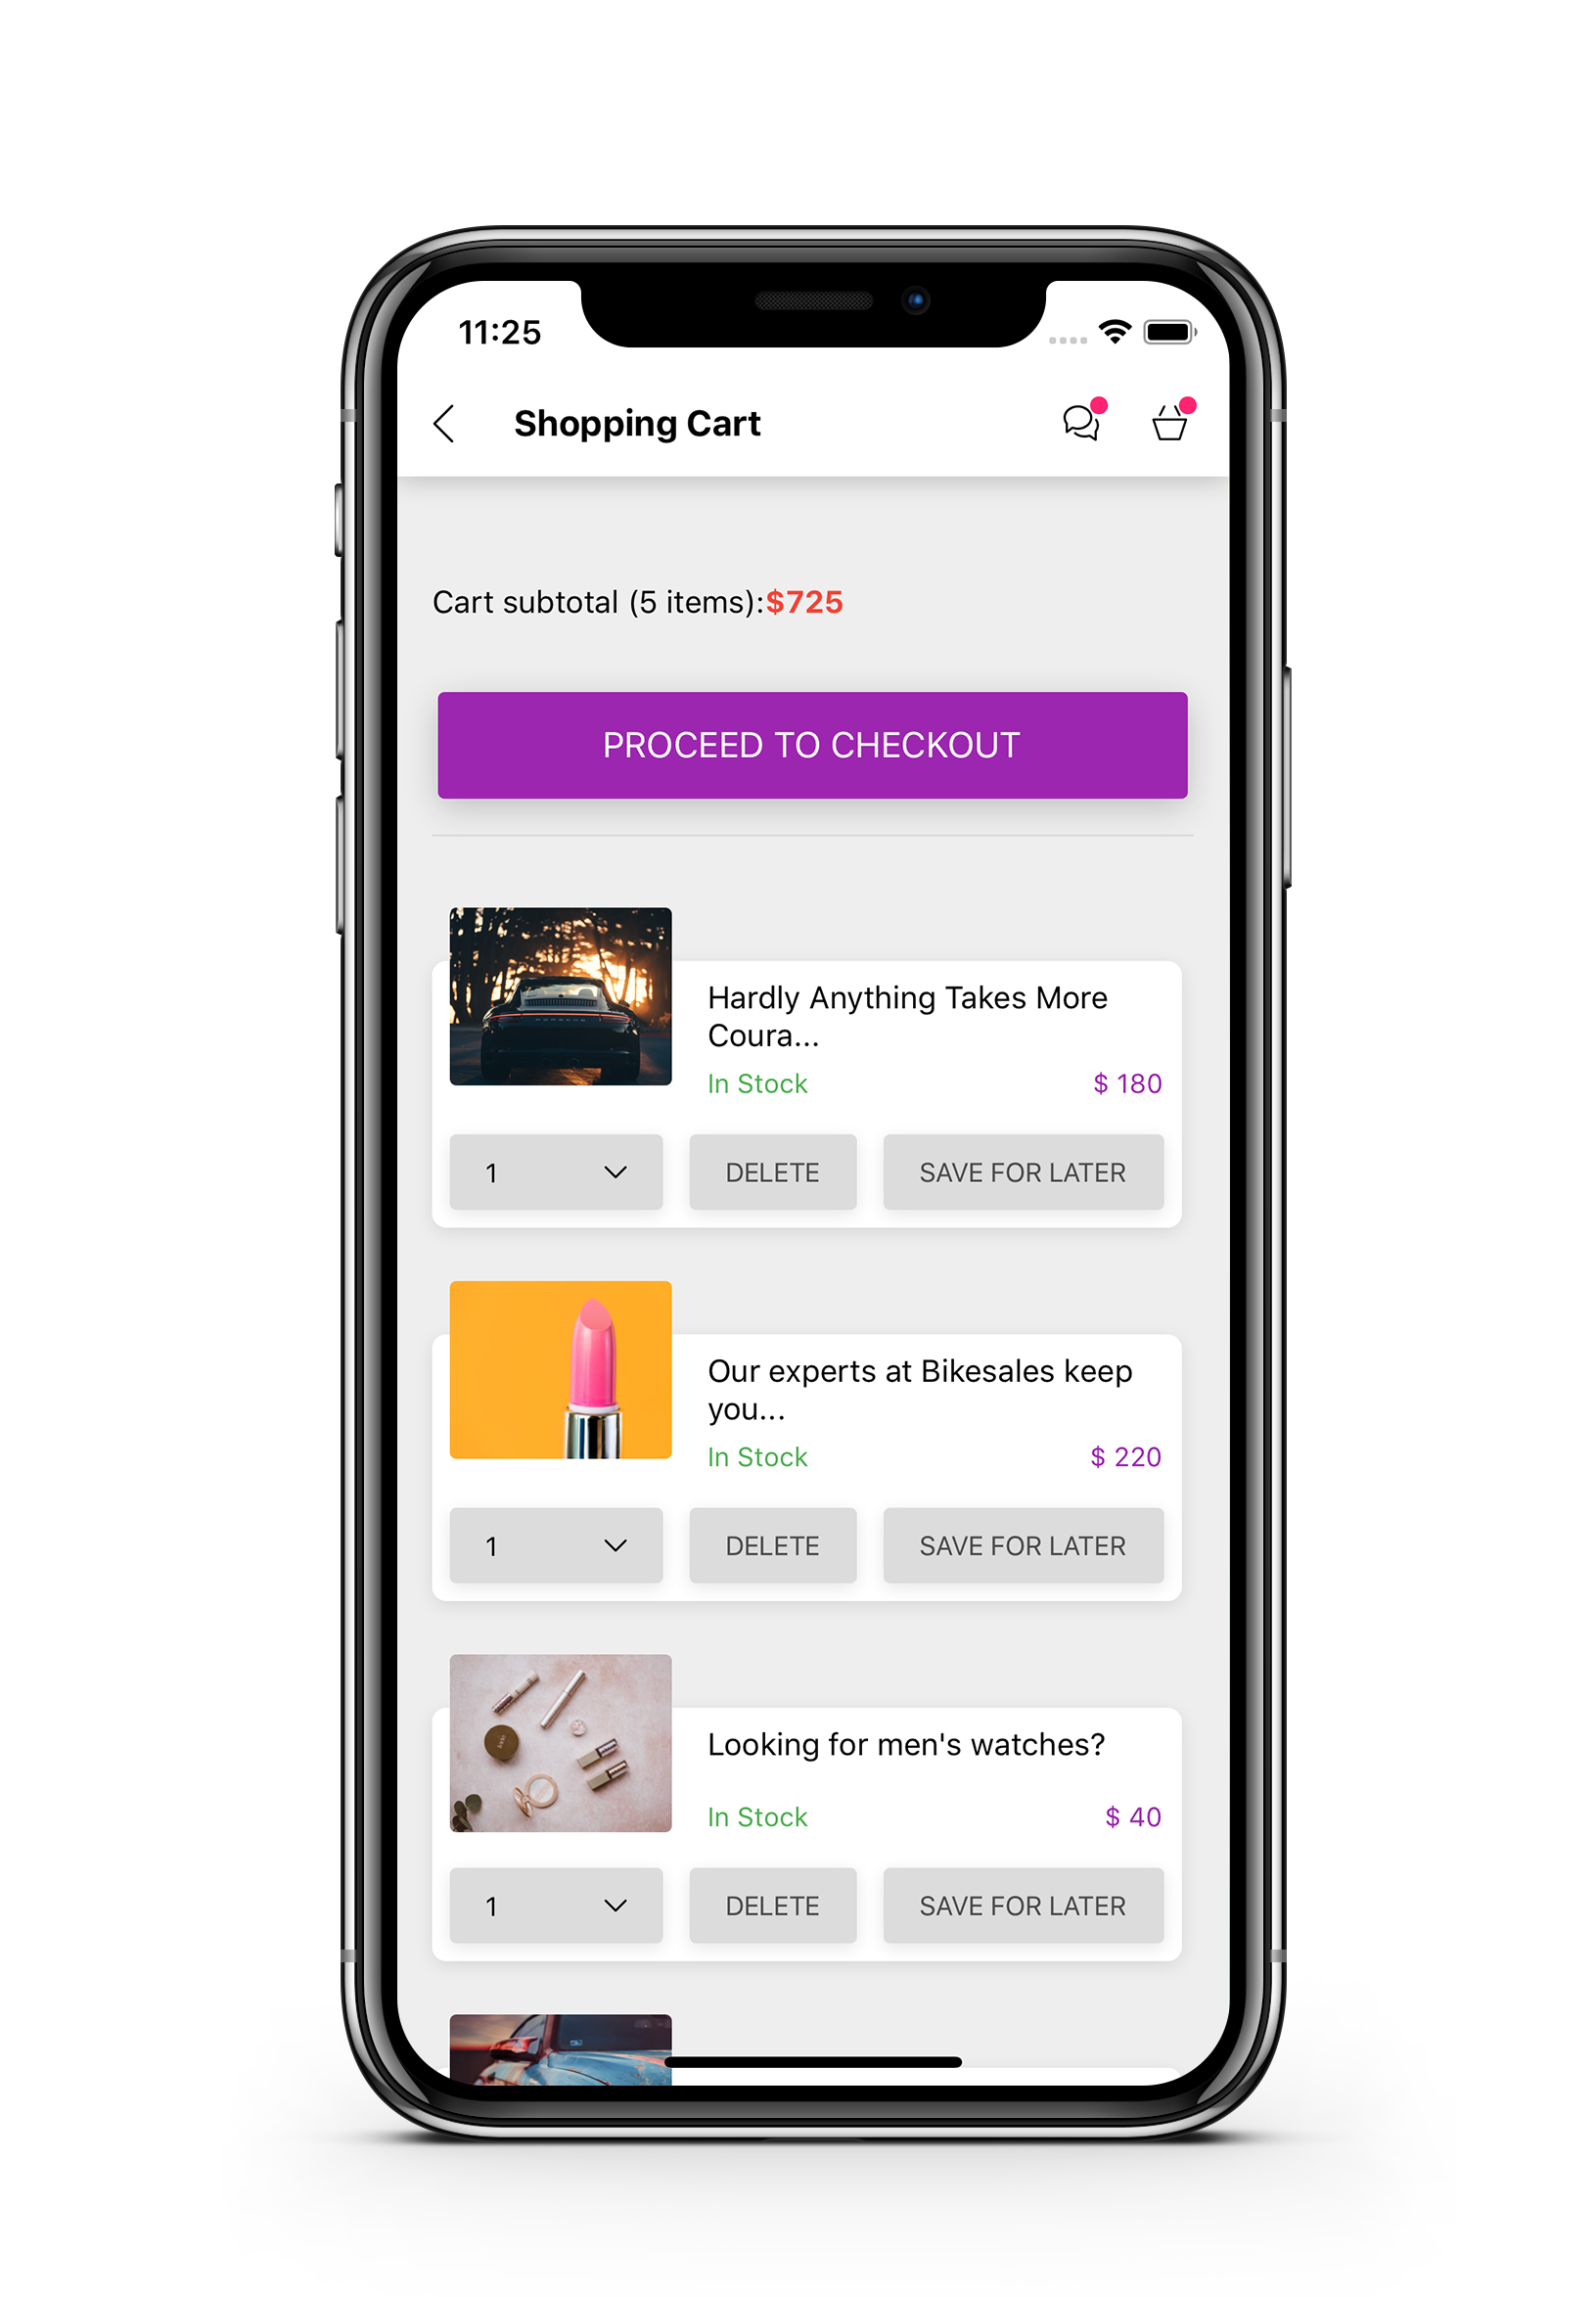 11:25
Shopping Cart
Cart subtotal (5 items):$725
PROCEED TO CHECKOUT
Hardly Anything Takes More
Coura...
In Stock
$ 180
1
DELETE
SAVE FOR LATER
Our experts at Bikesales keep
you...
In Stock
$ 220
1
DELETE
SAVE FOR LATER
Looking for men's watches?
In Stock
$ 40
1
DELETE
SAVE FOR LATER